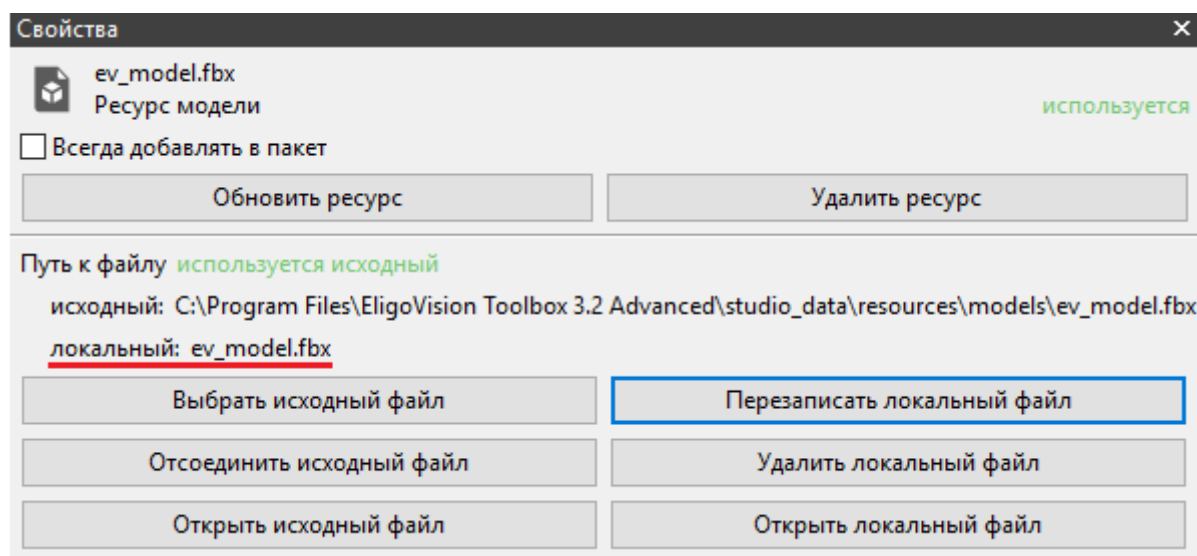 Свойства
ev_model.fbx
Ресурс модели используется
Всегда добавлять в пакет
Обновить ресурс Удалить ресурс
Путь к файлу используется исходный
исходный: C:\Program Files\EligoVision Toolbox 3.2 Advanced\studio_data\resources\models\ev_model.fbx
локальный: ev_model.fbx
Выбрать исходный файл Перезаписать локальный файл
Отсоединить исходный файл Удалить локальный файл
Открыть исходный файл Открыть локальный файл